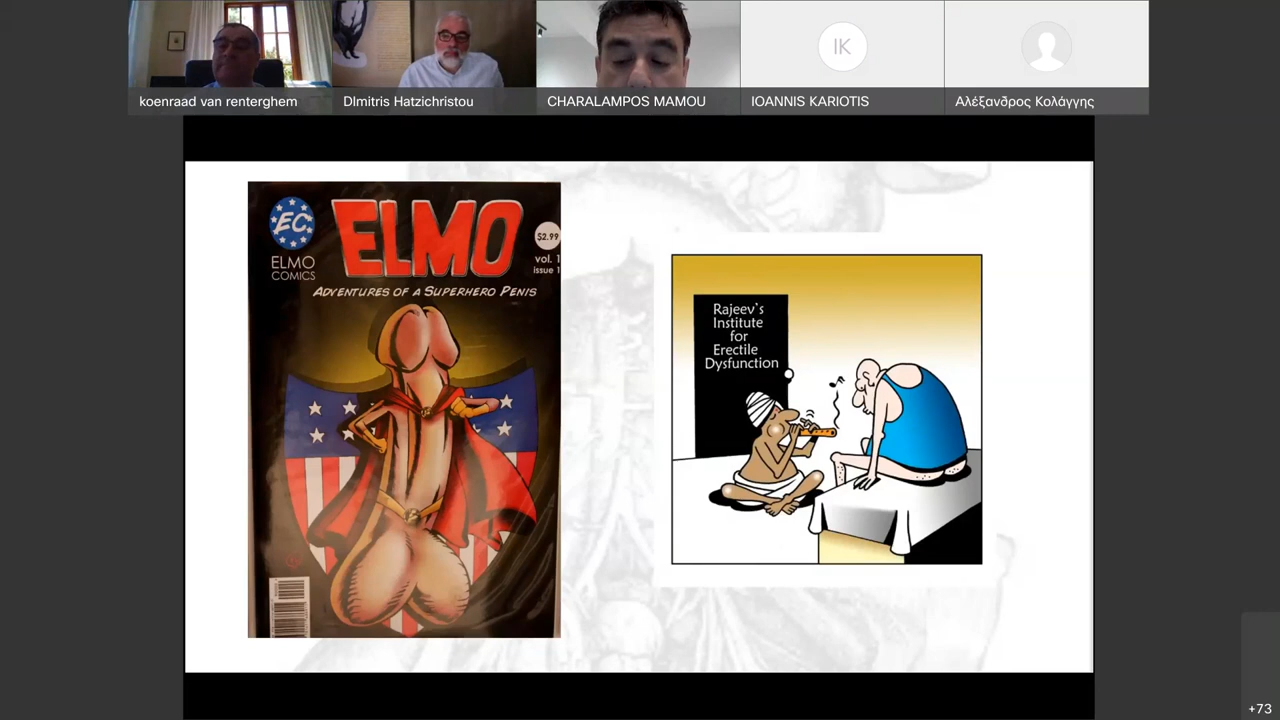 koenraad van renterghem
DImitris Hatzichristou
CHARALAMPOS MAMOU
IK
IOANNIS KARIOTIS
Αλέξανδρος Κολάγγης
EC
ELMO
COMICS
ELMO
$2.99
vol. 1
issue 1
ADVENTURES OF A SUPERHERO PENIS
Rajeev's
Institute
for
Erectile
Dysfunction
+73